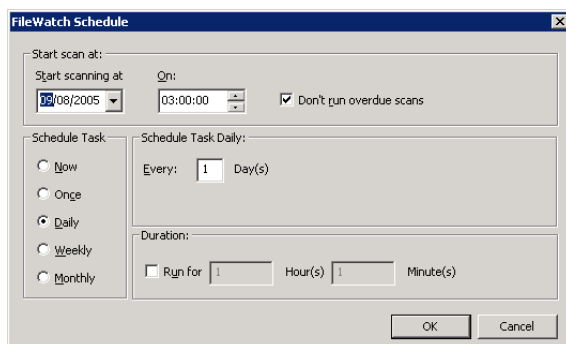 FileWatch Schedule
Start scan at:
Start scanning at On:
09/08/2005 03:00:00 Don't run overdue scans
Schedule Task
Now
Once
Daily
Weekly
Monthly
Schedule Task Daily:
Every: 1 Day(s)
Duration:
Run for 1 Hour(s) 1 Minute(s)
OK Cancel